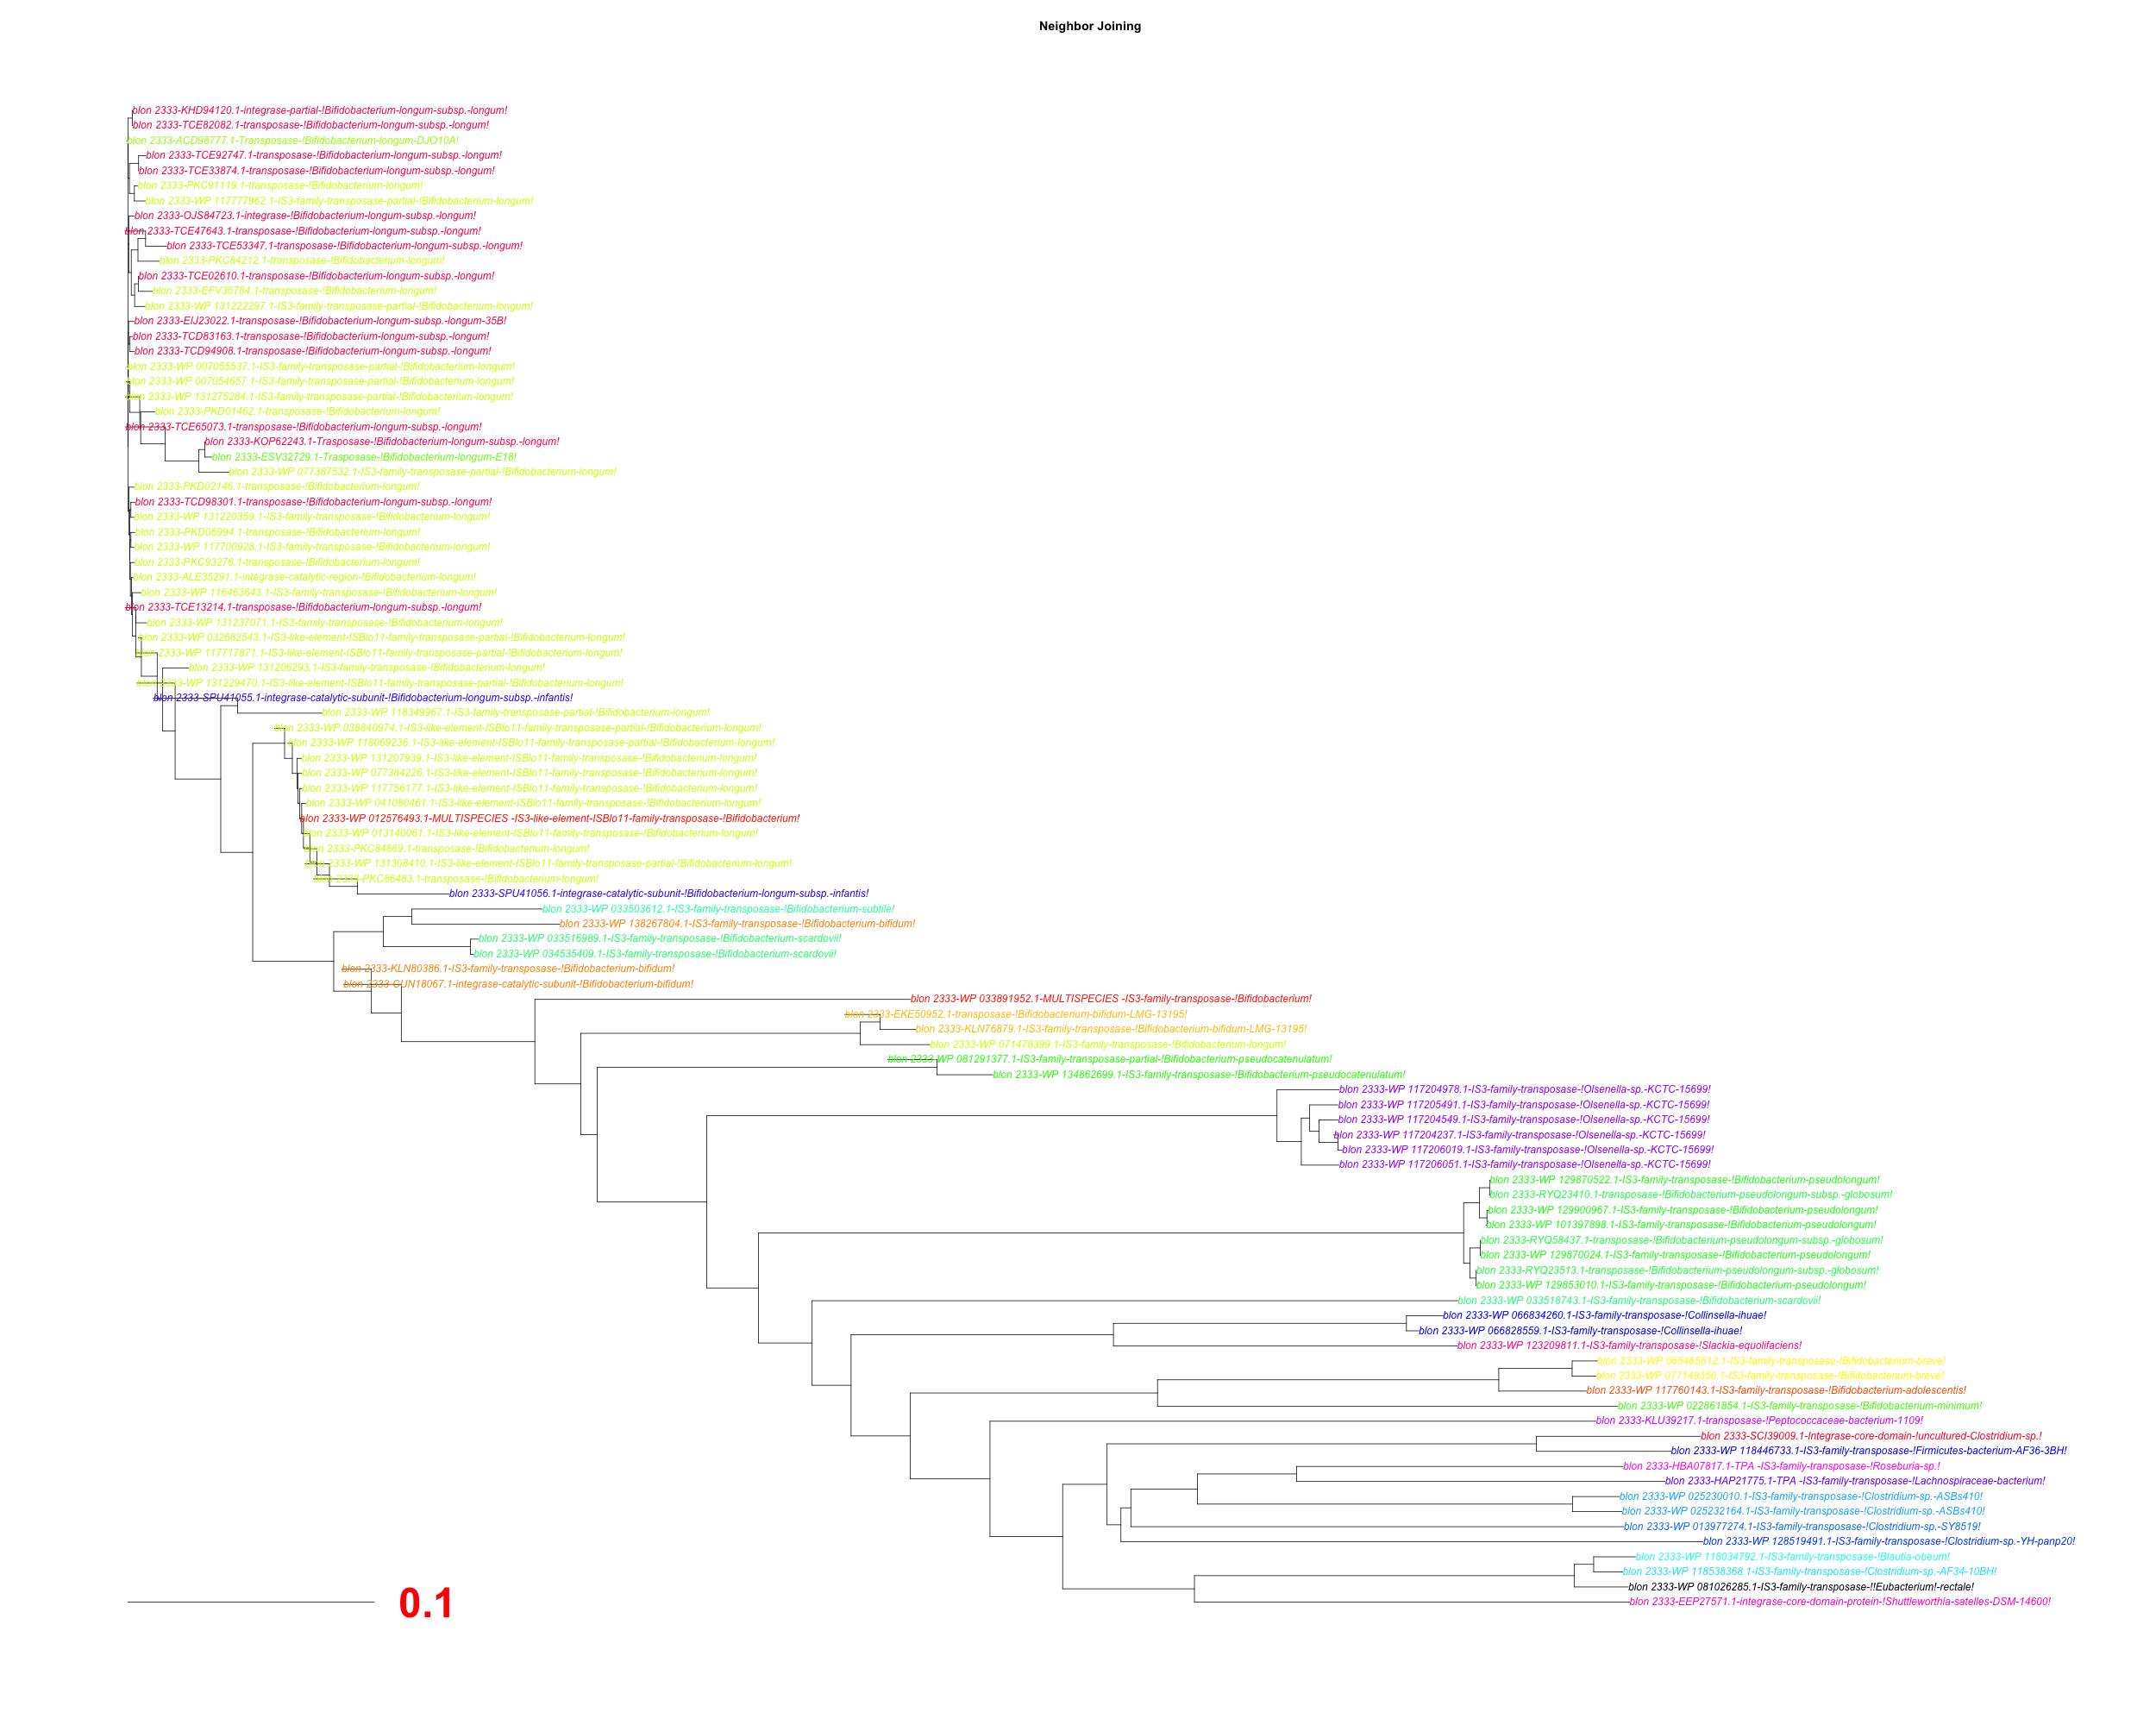 Neighbor Joining
blon 2333-KHD94120.1-integrase-partial-!Bifidobacterium-longum-subsp.-longum!
blon 2333-TCE82082.1-transposase-!Bifidobacterium-longum-subsp.-longum!
blon 2333-ACD98777.1-Transposase-!Bifidobacterium-longum-DJO10A!
blon 2333-TCE92747.1-transposase-!Bifidobacterium-longum-subsp.-longum!
blon 2333-TCE33874.1-transposase-!Bifidobacterium-longum-subsp.-longum!
blon 2333-PKC91119.1-transposase-!Bifidobacterium-longum!
blon 2333-WP 117777962.1-IS3-family-transposase-partial-!Bifidobacterium-longum!
blon 2333-OJS84723.1-integrase-!Bifidobacterium-longum-subsp.-longum!
blon 2333-TCE47643.1-transposase-!Bifidobacterium-longum-subsp.-longum!
blon 2333-TCE53347.1-transposase-!Bifidobacterium-longum-subsp.-longum!
blon 2333-PKC84212.1-transposase-!Bifidobacterium-longum!
blon 2333-TCE02610.1-transposase-!Bifidobacterium-longum-subsp.-longum!
blon 2333-EFV36784.1-transposase-!Bifidobacterium-longum!
blon 2333-WP 131222297.1-IS3-family-transposase-partial-!Bifidobacterium-longum!
blon 2333-EIJ23022.1-transposase-!Bifidobacterium-longum-subsp.-longum-35B!
blon 2333-TCD83163.1-transposase-!Bifidobacterium-longum-subsp.-longum!
blon 2333-TCD94908.1-transposase-!Bifidobacterium-longum-subsp.-longum!
blon 2333-WP 007055537.1-IS3-family-transposase-partial-!Bifidobacterium-longum!
blon 2333-WP 007054657.1-IS3-family-transposase-partial-!Bifidobacterium-longum!
blon 2333-WP 131275284.1-IS3-family-transposase-partial-!Bifidobacterium-longum!
blon 2333-PKD01462.1-transposase-!Bifidobacterium-longum!
blon 2333-TCE65073.1-transposase-!Bifidobacterium-longum-subsp.-longum!
blon 2333-KOP62243.1-Trasposase-!Bifidobacterium-longum-subsp.-longum!
blon 2333-ESV32729.1-Trasposase-!Bifidobacterium-longum-E18!
blon 2333-WP 077387532.1-IS3-family-transposase-partial-!Bifidobacterium-longum!
blon 2333-PKD02146.1-transposase-!Bifidobacterium-longum!
blon 2333-TCD98301.1-transposase-!Bifidobacterium-longum-subsp.-longum!
blon 2333-WP 131220359.1-IS3-family-transposase-!Bifidobacterium-longum!
blon 2333-PKD06994.1-transposase-!Bifidobacterium-longum!
blon 2333-WP 117700928.1-IS3-family-transposase-!Bifidobacterium-longum!
blon 2333-PKC93276.1-transposase-!Bifidobacterium-longum!
blon 2333-ALE35291.1-integrase-catalytic-region-!Bifidobacterium-longum!
blon 2333-WP 116463643.1-IS3-family-transposase-!Bifidobacterium-longum!
blon 2333-TCE13214.1-transposase-!Bifidobacterium-longum-subsp.-longum!
blon 2333-WP 131237071.1-IS3-family-transposase-!Bifidobacterium-longum!
blon 2333-WP 032682543.1-IS3-like-element-ISBlo11-family-transposase-partial-!Bifidobacterium-longum!
blon 2333-WP 117717871.1-IS3-like-element-ISBlo11-family-transposase-partial-!Bifidobacterium-longum!
blon 2333-WP 131206293.1-IS3-family-transposase-!Bifidobacterium-longum!
blon 2333-WP 131229470.1-IS3-like-element-ISBlo11-family-transposase-partial-!Bifidobacterium-longum!
blon 2333-SPU41055.1-integrase-catalytic-subunit-!Bifidobacterium-longum-subsp.-infantis!
blon 2333-WP 118349967.1-IS3-family-transposase-partial-!Bifidobacterium-longum!
blon 2333-WP 038840974.1-IS3-like-element-ISBlo11-family-transposase-partial-!Bifidobacterium-longum!
blon 2333-WP 118069236.1-IS3-like-element-ISBlo11-family-transposase-partial-!Bifidobacterium-longum!
blon 2333-WP 131207939.1-IS3-like-element-ISBlo11-family-transposase-!Bifidobacterium-longum!
blon 2333-WP 077384226.1-IS3-like-element-ISBlo11-family-transposase-!Bifidobacterium-longum!
blon 2333-WP 117756177.1-IS3-like-element-ISBlo11-family-transposase-!Bifidobacterium-longum!
blon 2333-WP 041080461.1-IS3-like-element-ISBlo11-family-transposase-!Bifidobacterium-longum!
blon 2333-WP 012576493.1-MULTISPECIES -IS3-like-element-ISBlo11-family-transposase-!Bifidobacterium!
blon 2333-WP 013140061.1-IS3-like-element-ISBlo11-family-transposase-!Bifidobacterium-longum!
blon 2333-PKC84869.1-transposase-!Bifidobacterium-longum!
blon 2333-WP 131308410.1-IS3-like-element-ISBlo11-family-transposase-partial-!Bifidobacterium-longum!
blon 2333-PKC86483.1-transposase-!Bifidobacterium-longum!
blon 2333-SPU41056.1-integrase-catalytic-subunit-!Bifidobacterium-longum-subsp.-infantis!
blon 2333-WP 033503612.1-IS3-family-transposase-!Bifidobacterium-subtile!
blon 2333-WP 138267804.1-IS3-family-transposase-!Bifidobacterium-bifidum!
blon 2333-WP 033516989.1-IS3-family-transposase-!Bifidobacterium-scardovii!
blon 2333-WP 034535409.1-IS3-family-transposase-!Bifidobacterium-scardovii!
blon 2333-KLN80386.1-IS3-family-transposase-!Bifidobacterium-bifidum!
blon 2333-CUN18067.1-integrase-catalytic-subunit-!Bifidobacterium-bifidum!
blon 2333-WP 033891952.1-MULTISPECIES -IS3-family-transposase-!Bifidobacterium!
blon 2333-EKE50952.1-transposase-!Bifidobacterium-bifidum-LMG-13195!
blon 2333-KLN76879.1-IS3-family-transposase-!Bifidobacterium-bifidum-LMG-13195!
blon 2333-WP 071478399.1-IS3-family-transposase-!Bifidobacterium-longum!
blon 2333-WP 081291377.1-IS3-family-transposase-partial-!Bifidobacterium-pseudocatenulatum!
blon 2333-WP 134862699.1-IS3-family-transposase-!Bifidobacterium-pseudocatenulatum!
blon 2333-WP 117204978.1-IS3-family-transposase-!Olsenella-sp.-KCTC-15699!
blon 2333-WP 117205491.1-IS3-family-transposase-!Olsenella-sp.-KCTC-15699!
blon 2333-WP 117204549.1-IS3-family-transposase-!Olsenella-sp.-KCTC-15699!
blon 2333-WP 117204237.1-IS3-family-transposase-!Olsenella-sp.-KCTC-15699!
blon 2333-WP 117206019.1-IS3-family-transposase-!Olsenella-sp.-KCTC-15699!
blon 2333-WP 117206051.1-IS3-family-transposase-!Olsenella-sp.-KCTC-15699!
blon 2333-WP 129870522.1-IS3-family-transposase-!Bifidobacterium-pseudolongum!
blon 2333-RYQ23410.1-transposase-!Bifidobacterium-pseudolongum-subsp.-globosum!
blon 2333-WP 129900967.1-IS3-family-transposase-!Bifidobacterium-pseudolongum!
blon 2333-WP 101397898.1-IS3-family-transposase-!Bifidobacterium-pseudolongum!
blon 2333-RYQ58437.1-transposase-!Bifidobacterium-pseudolongum-subsp.-globosum!
blon 2333-WP 129870024.1-IS3-family-transposase-!Bifidobacterium-pseudolongum!
blon 2333-RYQ23513.1-transposase-!Bifidobacterium-pseudolongum-subsp.-globosum!
blon 2333-WP 129853010.1-IS3-family-transposase-!Bifidobacterium-pseudolongum!
blon 2333-WP 033518743.1-IS3-family-transposase-!Bifidobacterium-scardovii!
blon 2333-WP 066834260.1-IS3-family-transposase-!Collinsella-ihuae!
blon 2333-WP 066828559.1-IS3-family-transposase-!Collinsella-ihuae!
blon 2333-WP 123209811.1-IS3-family-transposase-!Slackia-equolifaciens!
blon 2333-WP 065465612.1-IS3-family-transposase-!Bifidobacterium-breve!
blon 2333-WP 077149350.1-IS3-family-transposase-!Bifidobacterium-breve!
blon 2333-WP 117760143.1-IS3-family-transposase-!Bifidobacterium-adolescentis!
blon 2333-WP 022861854.1-IS3-family-transposase-!Bifidobacterium-minimum!
blon 2333-KLU39217.1-transposase-!Peptococcaceae-bacterium-1109!
blon 2333-SCI39009.1-Integrase-core-domain-!uncultured-Clostridium-sp.!
blon 2333-WP 118446733.1-IS3-family-transposase-!Firmicutes-bacterium-AF36-3BH!
blon 2333-HBA07817.1-TPA -IS3-family-transposase-!Roseburia-sp.!
blon 2333-HAP21775.1-TPA -IS3-family-transposase-!Lachnospiraceae-bacterium!
blon 2333-WP 025230010.1-IS3-family-transposase-!Clostridium-sp.-ASBs410!
blon 2333-WP 025232164.1-IS3-family-transposase-!Clostridium-sp.-ASBs410!
blon 2333-WP 013977274.1-IS3-family-transposase-!Clostridium-sp.-SY8519!
blon 2333-WP 128519491.1-IS3-family-transposase-!Clostridium-sp.-YH-panp20!
blon 2333-WP 118034792.1-IS3-family-transposase-!Blautia-obeum!
blon 2333-WP 118538368.1-IS3-family-transposase-!Clostridium-sp.-AF34-10BH!
blon 2333-WP 081026285.1-IS3-family-transposase-!!Eubacterium!-rectale!
blon 2333-EEP27571.1-integrase-core-domain-protein-!Shuttleworthia-satelles-DSM-14600!
0.1